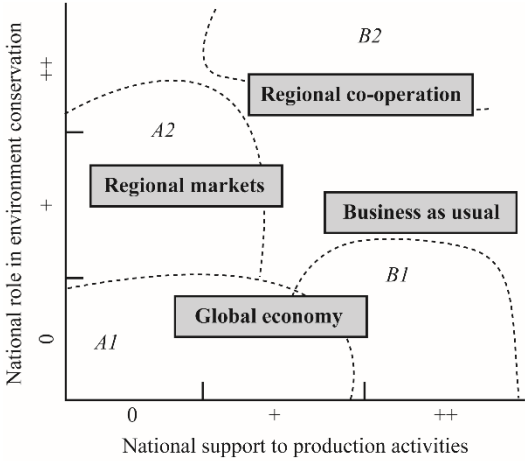 National role in environment conservation
++
+
0
B2
Regional co-operation
A2
Regional markets
Business as usual
B1
Global economy
A1
0
+
++
National support to production activities